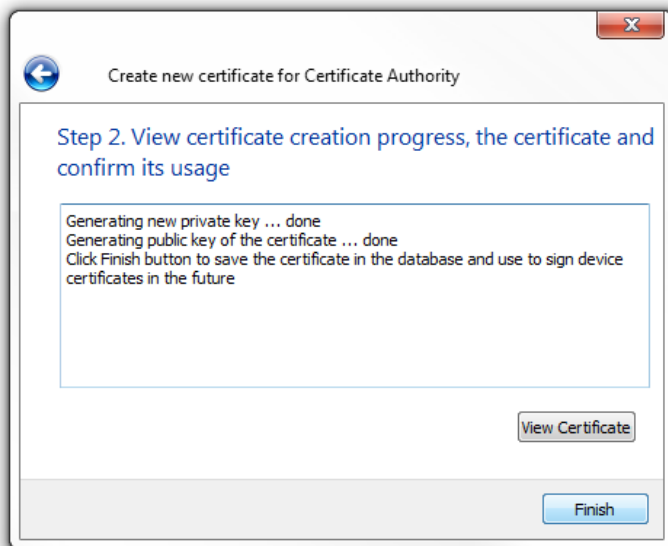 Create new certificate for Certificate Authority
Step 2. View certificate creation progress, the certificate and
confirm its usage
Generating new private key ... done
Generating public key of the certificate ... done
Click Finish button to save the certificate in the database and use to sign device
certificates in the future
View Certificate
Finish